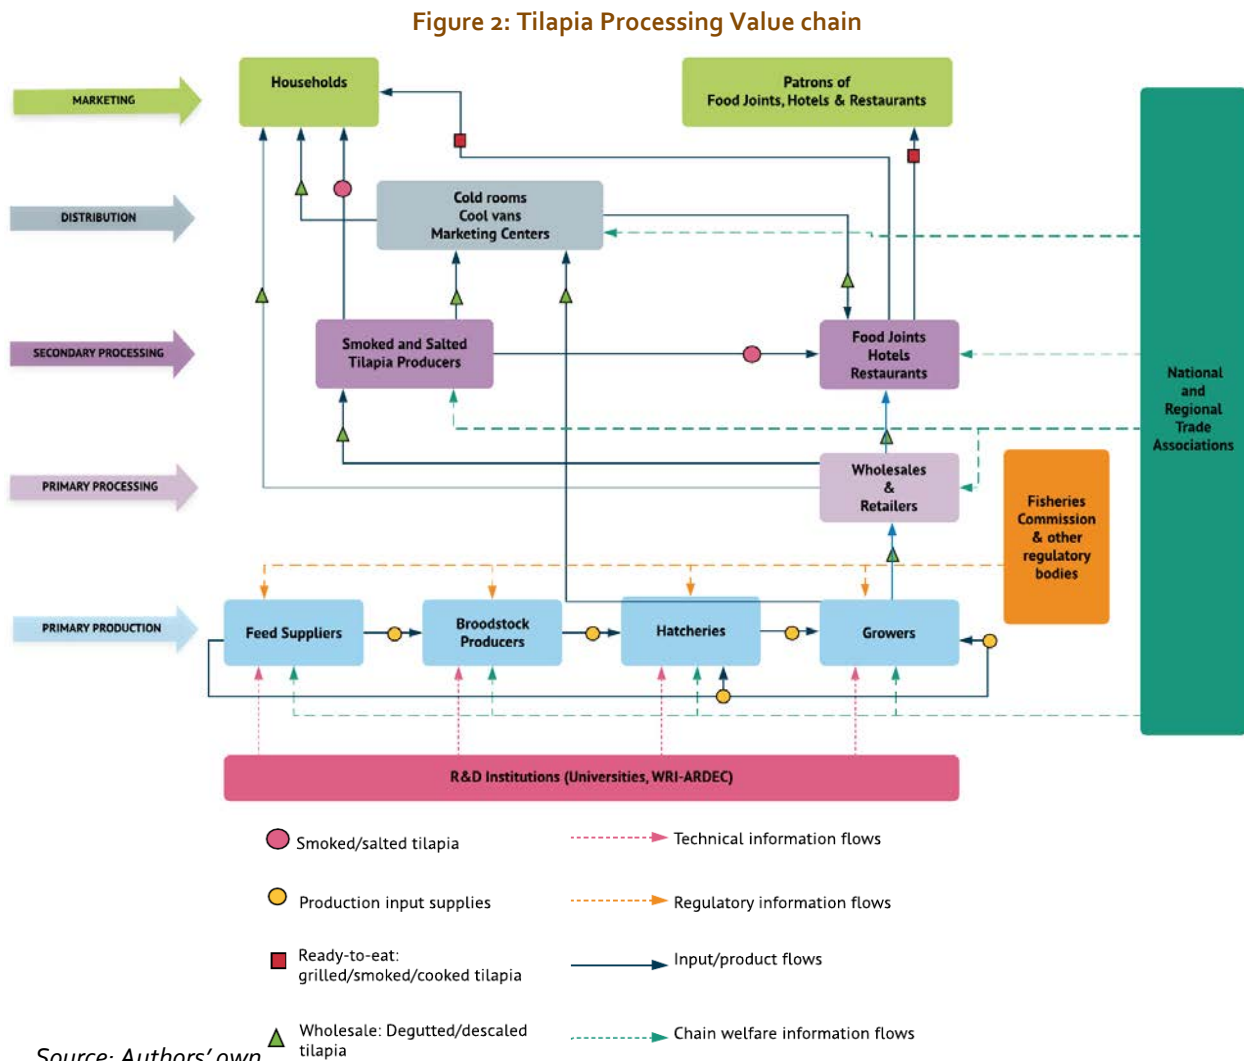 Figure 2: Tilapia Processing Value chain
MARKETING
Households
Patrons of
Food Joints, Hotels & Restaurants
DISTRIBUTION
Cold rooms
Cool vans
Marketing Centers
SECONDARY PROCESSING
Smoked and Salted
Tilapia Producers
Food Joints
Hotels
Restaurants
National
and
Regional
Trade
Associations
PRIMARY PROCESSING
Wholesales
&
Retailers
Fisheries
Commission
& other
regulatory
bodies
PRIMARY PRODUCTION
Feed Suppliers
Broodstock
Producers
Hatcheries
Growers
R&D Institutions (Universities, WRI-ARDEC)
Smoked/salted tilapia
Technical information flows
Production input supplies
Regulatory information flows
Ready-to-eat:
grilled/smoked/cooked tilapia
Input/product flows
Wholesale: Degutted/descaled
tilapia
Chain welfare information flows
Source: Authors' own